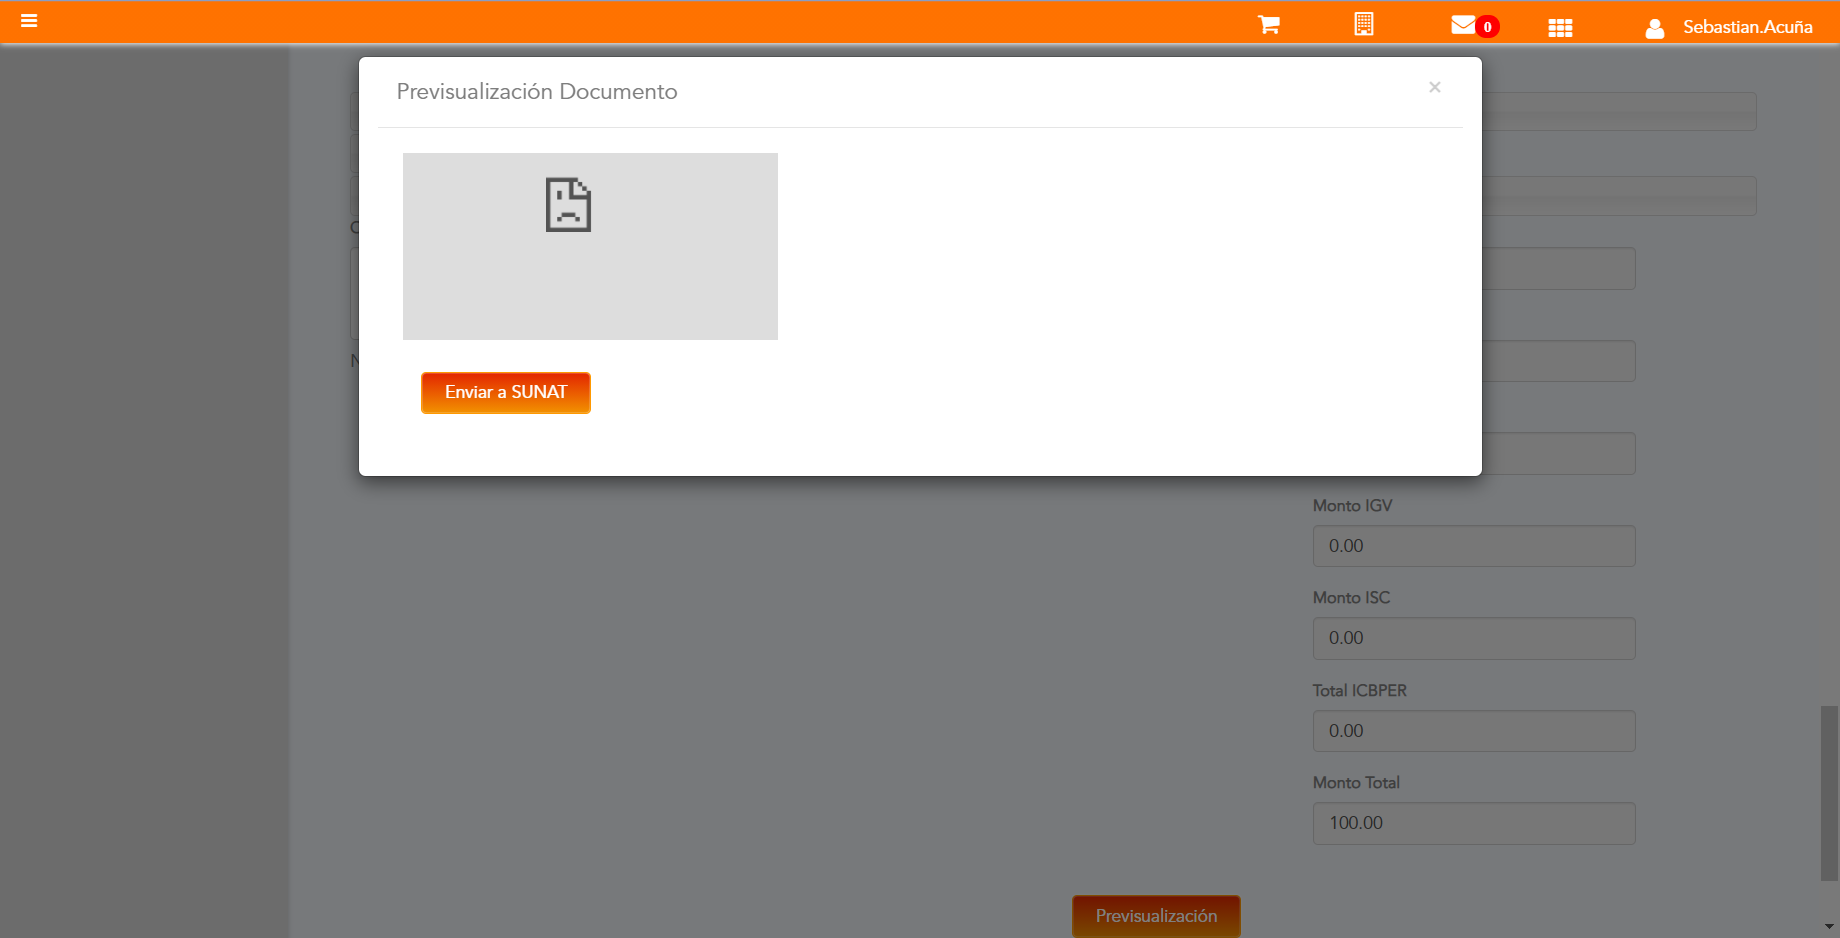 0
Sebastian.Acuña
Previsualización Documento
×
Enviar a SUNAT
Monto IGV
0.00
Monto ISC
0.00
Total ICBPER
0.00
Monto Total
100.00
Previsualización